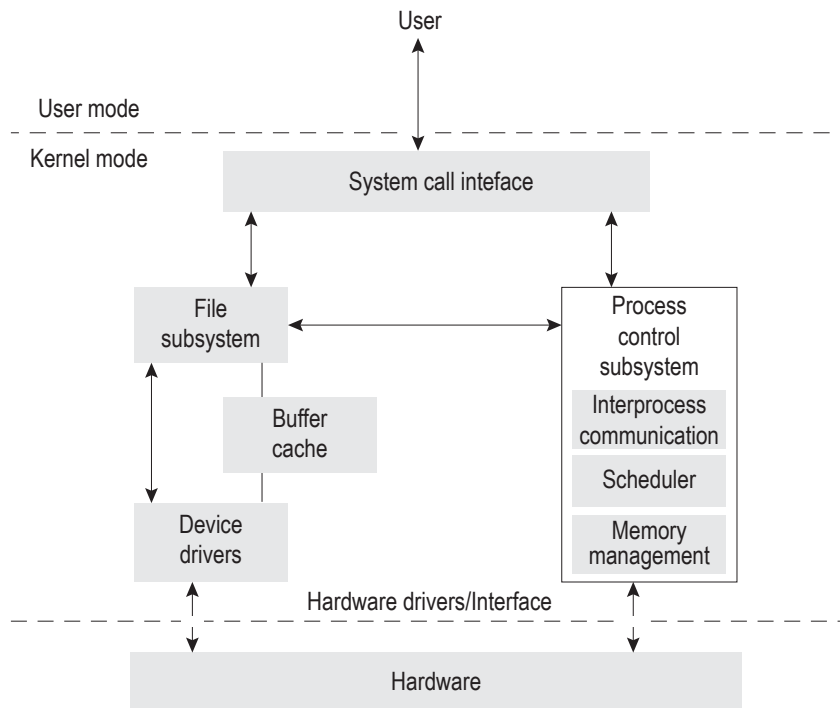 User
User mode
Kernel mode
System call inteface
File
subsystem
Process
control
subsystem
Buffer
cache
Interprocess
communication
Scheduler
Device
drivers
Memory
management
Hardware drivers/Interface
Hardware